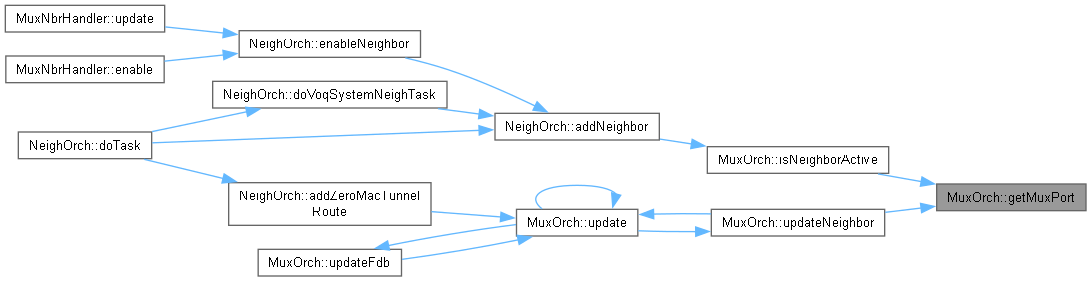 MuxNbrHandler::update
NeighOrch::enableNeighbor
MuxNbrHandler::enable
NeighOrch::doVoqSystemNeighTask
NeighOrch::addNeighbor
NeighOrch::doTask
MuxOrch::isNeighborActive
NeighOrch::addZeroMacTunnel
Route
MuxOrch::getMuxPort
MuxOrch::update
MuxOrch::updateNeighbor
MuxOrch::updateFdb